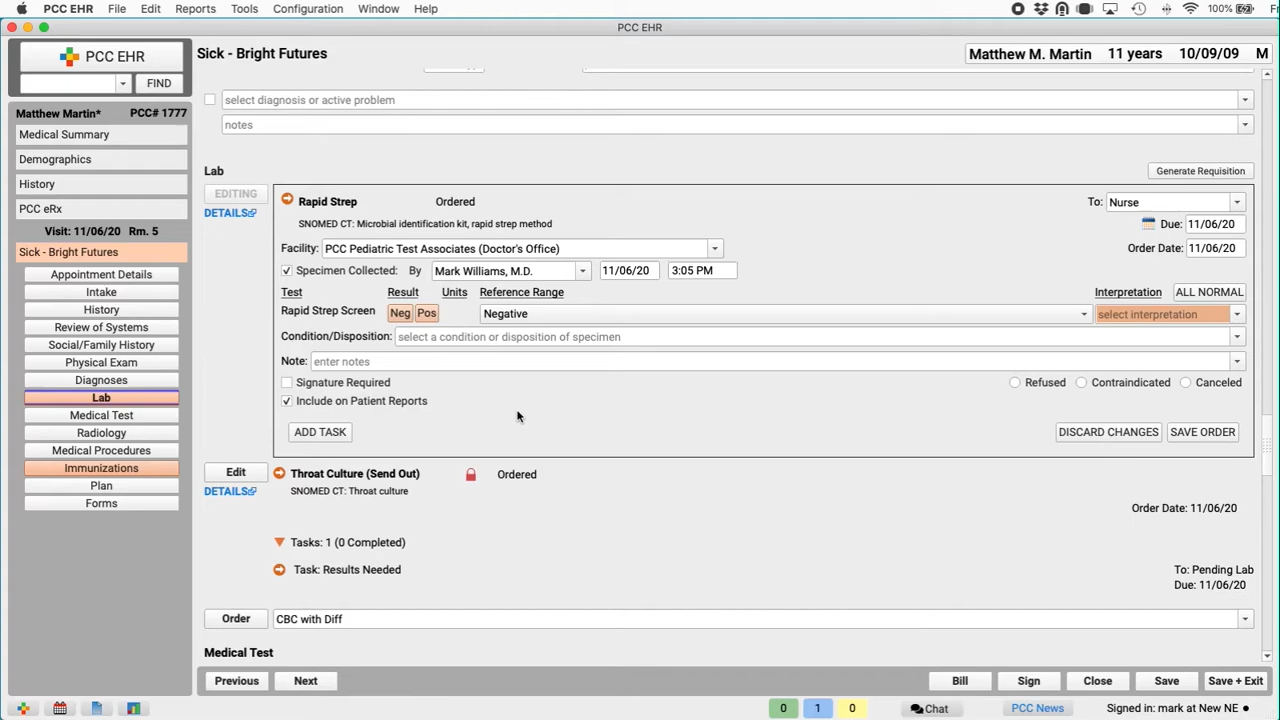 PCC EHR File Edit Reports Tools Configuration Window Help 100% Fr
PCC EHR
PCC EHR
FIND
Matthew Martin* PCC# 1777
Medical Summary
Demographics
History
PCC eRx
Visit: 11/06/20 Rm. 5
Sick - Bright Futures
Appointment Details
Intake
History
Review of Systems
Social/Family History
Physical Exam
Diagnoses
Lab
Medical Test
Radiology
Medical Procedures
Immunizations
Plan
Forms
Sick - Bright Futures Matthew M. Martin 11 years 10/09/09 M
select diagnosis or active problem
notes
Lab Generate Requisition
EDITING Rapid Strep Ordered To: Nurse
DETAILS SNOMED CT: Microbial identification kit, rapid strep method Due: 11/06/20
Facility: PCC Pediatric Test Associates (Doctor's Office) Order Date: 11/06/20
Specimen Collected: By Mark Williams, M.D. 11/06/20 3:05 PM
Test Result Units Reference Range Interpretation ALL NORMAL
Rapid Strep Screen Neg Pos Negative select interpretation
Condition/Disposition: select a condition or disposition of specimen
Note: enter notes
Signature Required Refused Contraindicated Canceled
Include on Patient Reports
ADD TASK DISCARD CHANGES SAVE ORDER
Edit Throat Culture (Send Out) Ordered
DETAILS SNOMED CT: Throat culture
Order Date: 11/06/20
Tasks: 1 (0 Completed)
Task: Results Needed To: Pending Lab
Due: 11/06/20
Order CBC with Diff
Medical Test
Previous Next Bill Sign Close Save Save + Exit
0 1 0 Chat PCC News Signed in: mark at New NE